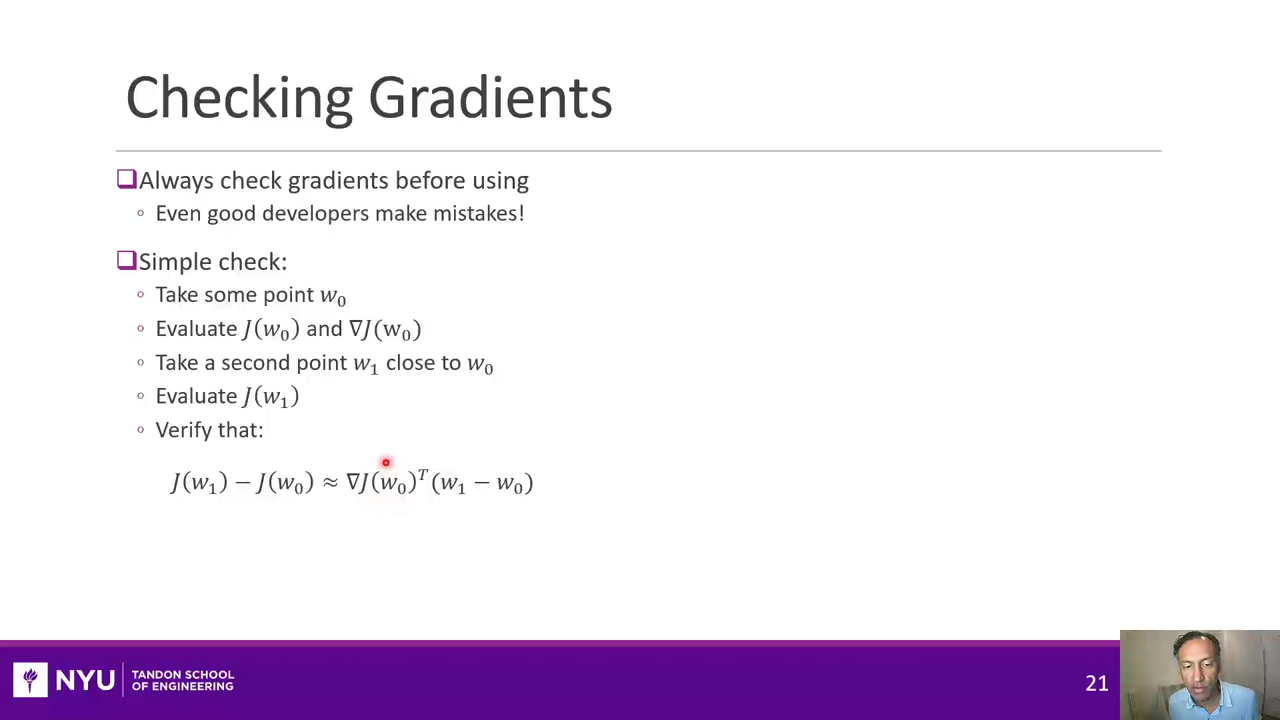 Checking Gradients
❑Always check gradients before using
◦ Even good developers make mistakes!
❑Simple check:
◦ Take some point w₀
◦ Evaluate J(w₀) and ∇J(w₀)
◦ Take a second point w₁ close to w₀
◦ Evaluate J(w₁)
◦ Verify that:
J(w₁) − J(w₀) ≈ ∇J(w₀)ᵀ(w₁ − w₀)
NYU
TANDON SCHOOL
OF ENGINEERING
21